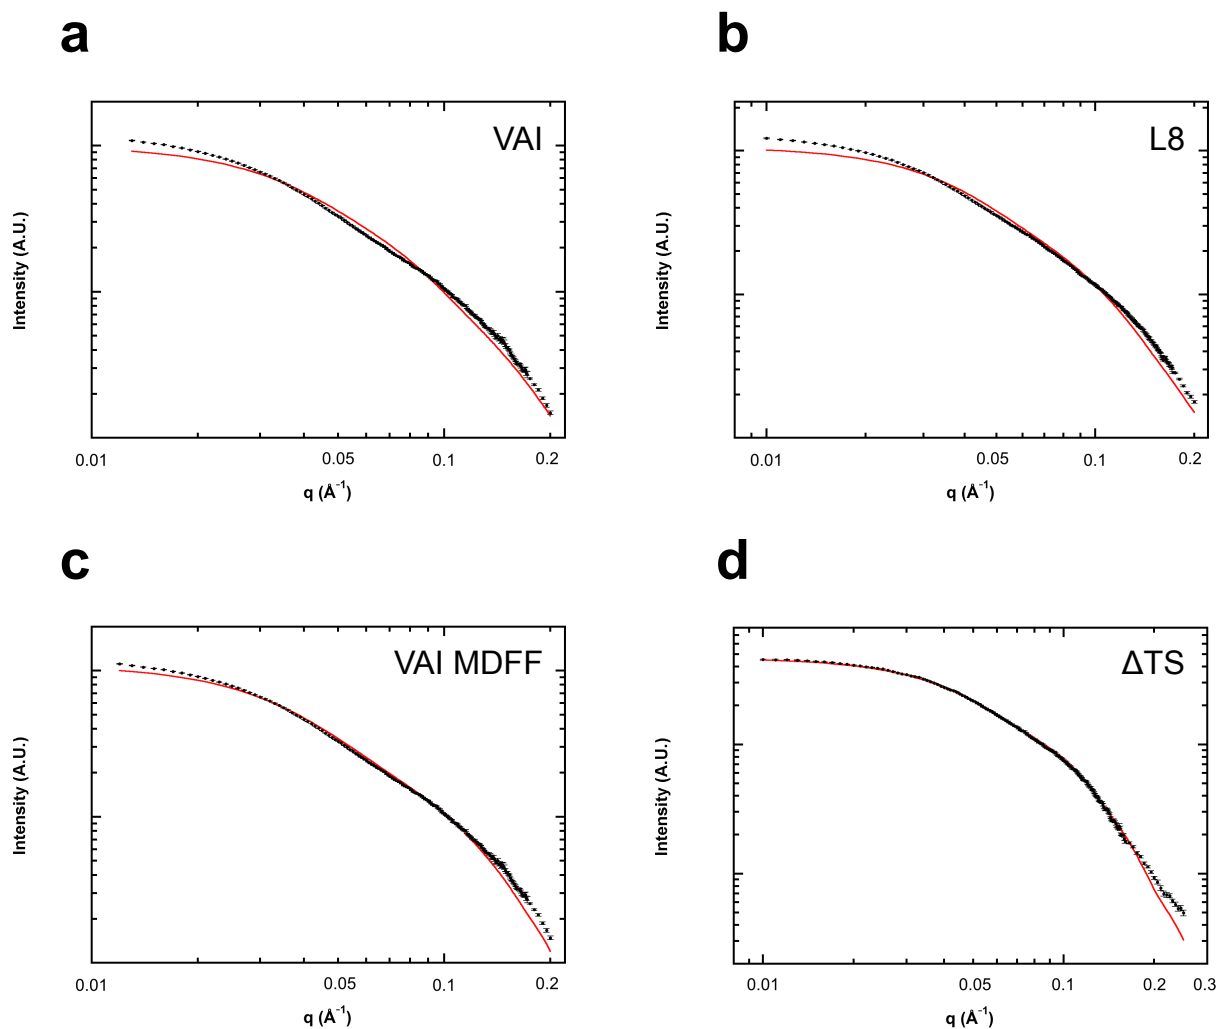 a
VAI
Intensity (A.U.)
0.01
0.05
0.1
0.2
q (Å⁻¹)
b
L8
Intensity (A.U.)
0.01
0.05
0.1
0.2
q (Å⁻¹)
c
VAI MDFF
Intensity (A.U.)
0.01
0.05
0.1
0.2
q (Å⁻¹)
d
ΔTS
Intensity (A.U.)
0.01
0.05
0.1
0.2
0.3
q (Å⁻¹)